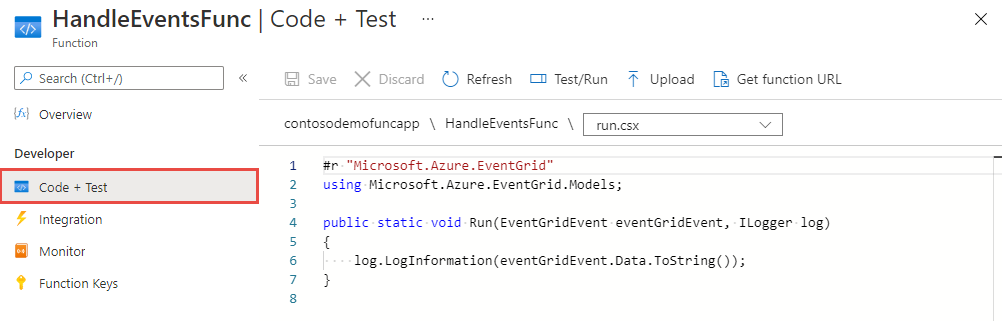 HandleEventsFunc | Code + Test ...
Function
Search (Ctrl+/) «
Save Discard Refresh Test/Run Upload Get function URL
Overview
Developer
Code + Test
Integration
Monitor
Function Keys
contosodemofuncapp \ HandleEventsFunc \ run.csx
1 #r "Microsoft.Azure.EventGrid"
2 using Microsoft.Azure.EventGrid.Models;
3
4 public static void Run(EventGridEvent eventGridEvent, ILogger log)
5 {
6 log.LogInformation(eventGridEvent.Data.ToString());
7 }
8